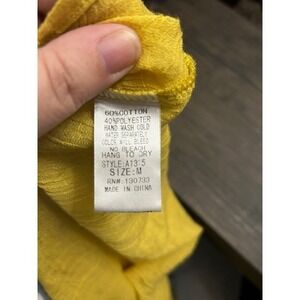 60%COTTON
40%POLYESTER
HAND WASH COLD
WATER SEPARATELY
COLOR WILL BLEED
NO BLEACH
HANG TO DRY
STYLE:A1315
SIZE:M
RN#:130733
MADE IN CHINA